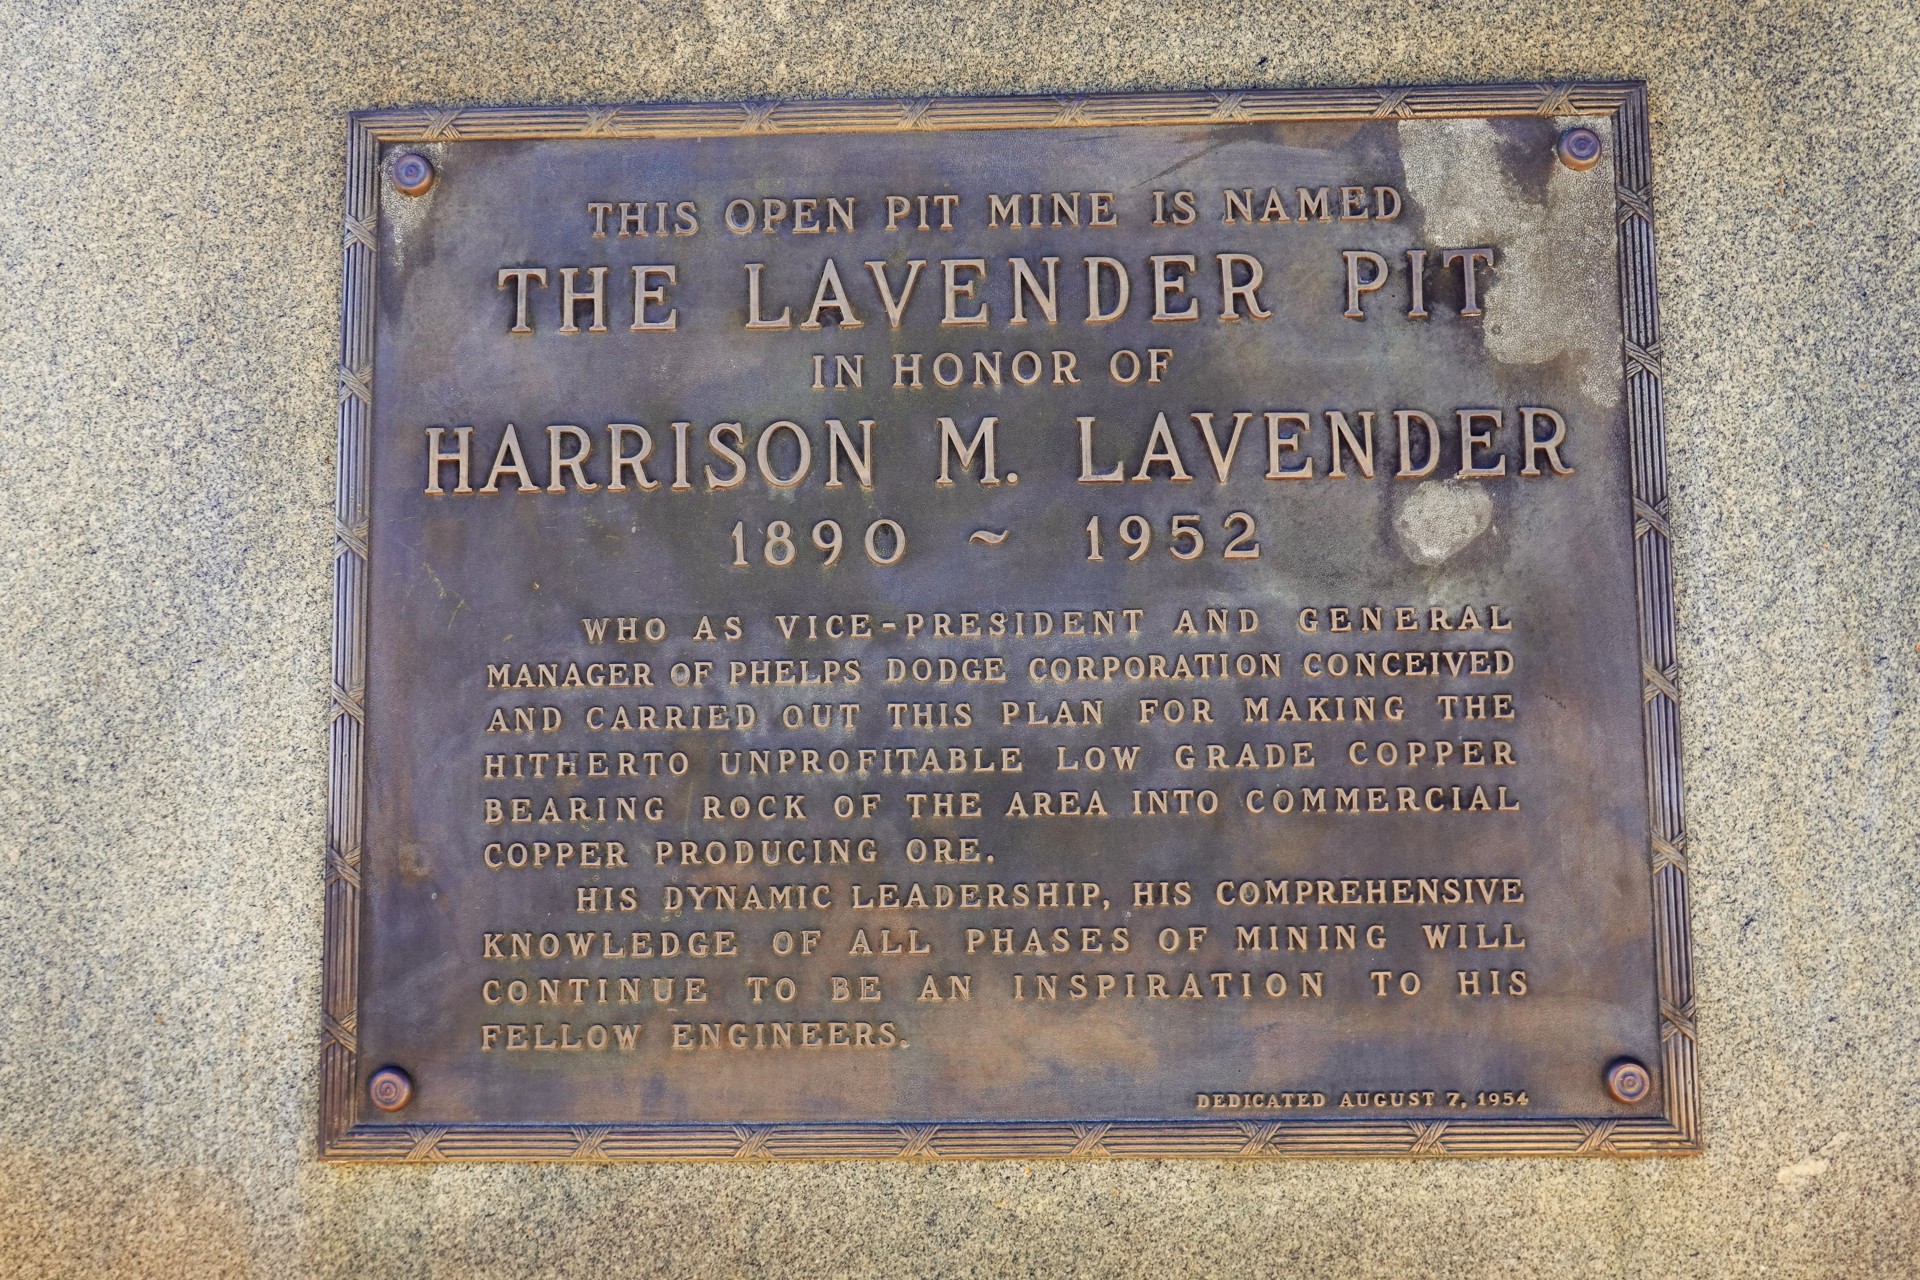 THIS OPEN PIT MINE IS NAMED
THE LAVENDER PIT
IN HONOR OF
HARRISON M. LAVENDER
1890 ~ 1952
WHO AS VICE-PRESIDENT AND GENERAL
MANAGER OF PHELPS DODGE CORPORATION CONCEIVED
AND CARRIED OUT THIS PLAN FOR MAKING THE
HITHERTO UNPROFITABLE LOW GRADE COPPER
BEARING ROCK OF THE AREA INTO COMMERCIAL
COPPER PRODUCING ORE.
HIS DYNAMIC LEADERSHIP, HIS COMPREHENSIVE
KNOWLEDGE OF ALL PHASES OF MINING WILL
CONTINUE TO BE AN INSPIRATION TO HIS
FELLOW ENGINEERS.
DEDICATED AUGUST 7, 1954